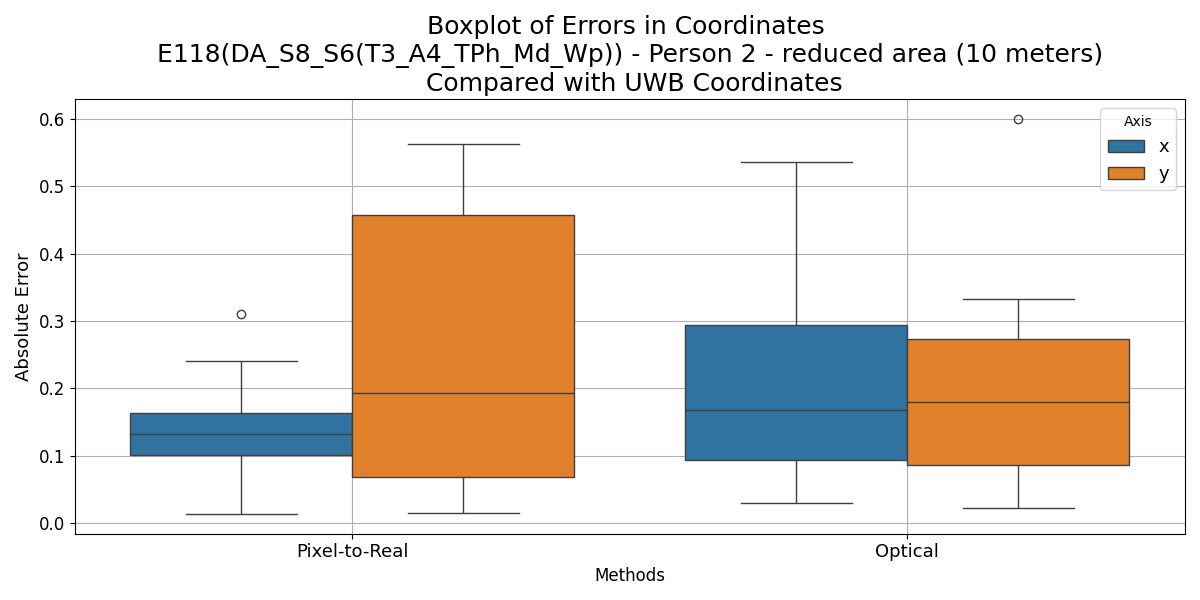 Boxplot of Errors in Coordinates
E118(DA_S8_S6(T3_A4_TPh_Md_Wp)) - Person 2 - reduced area (10 meters)
Compared with UWB Coordinates
Axis
x
y
0.6
0.5
0.4
0.3
0.2
0.1
0.0
Absolute Error
Pixel-to-Real
Optical
Methods